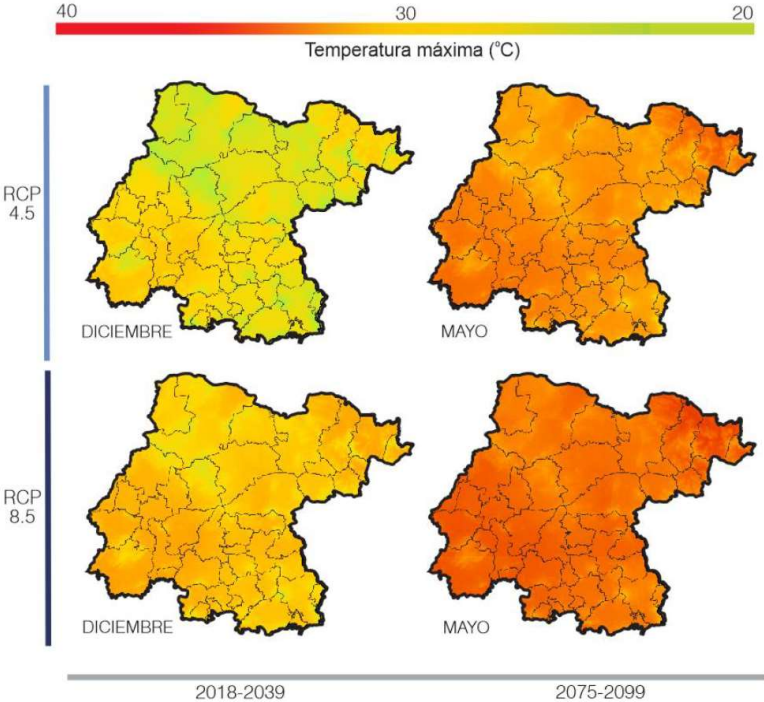 40 30 20
Temperatura máxima (°C)
RCP
4.5
DICIEMBRE MAYO
RCP
8.5
DICIEMBRE MAYO
2018-2039 2075-2099